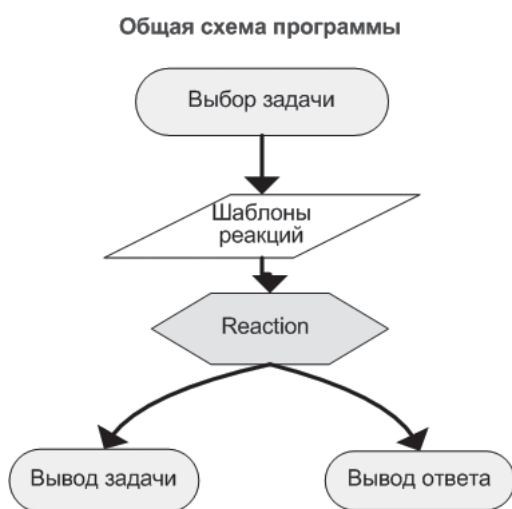 Общая схема программы
Выбор задачи
Шаблоны
реакций
Reaction
Вывод задачи
Вывод ответа